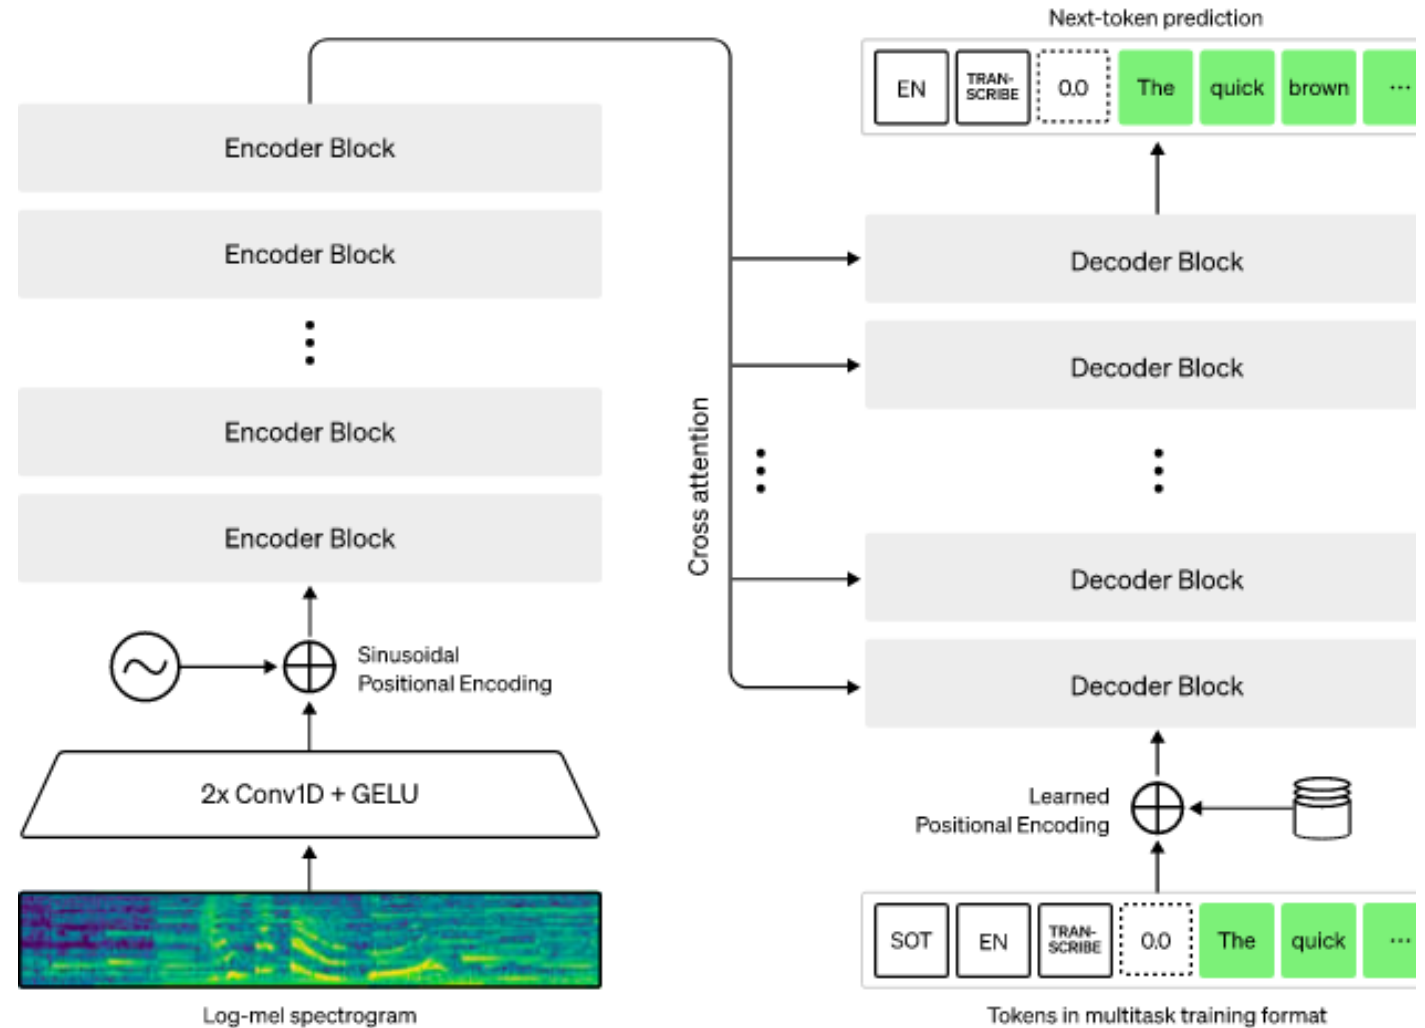 Next-token prediction
EN TRAN-SCRIBE 0.0 The quick brown ...
Encoder Block
Encoder Block
Encoder Block
Encoder Block
Sinusoidal
Positional Encoding
2x Conv1D + GELU
Log-mel spectrogram
Cross attention
Decoder Block
Decoder Block
Decoder Block
Decoder Block
Learned
Positional Encoding
SOT EN TRAN-SCRIBE 0.0 The quick ...
Tokens in multitask training format